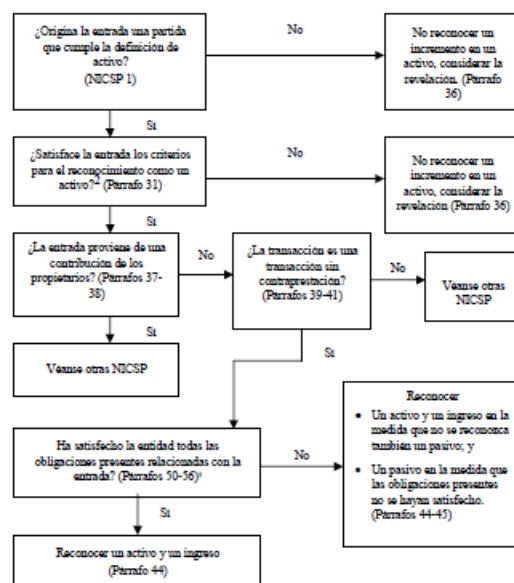 ¿Origina la entrada una partida
que cumple la definición de
activo?
(NICSP 1)
No
No reconocer un
incremento en un
activo, considerar la
revelación. (Párrafo
36)
Si
¿Satisface la entrada los criterios
para el reconocimiento como un
activo? (Párrafo 31)
No
No reconocer un
incremento en un
activo, considerar la
revelación (Párrafo 36)
Si
¿La entrada proviene de una
contribución de los
propietarios? (Párrafos 37-
38)
No
¿La transacción es una
transacción sin
contraprestación?
(Párrafos 39-41)
No
Véanse otras
NICSP
Si
Véanse otras NICSP
Si
Ha satisfecho la entidad todas las
obligaciones presentes relacionadas con la
entrada? (Párrafos 50-56)
No
Reconocer
• Un activo y un ingreso en la
medida que no se reconozca
también un pasivo; y
• Un pasivo en la medida que
las obligaciones presentes
no se hayan satisfecho.
(Párrafos 44-45)
Si
Reconocer un activo y un ingreso
(Párrafo 44)